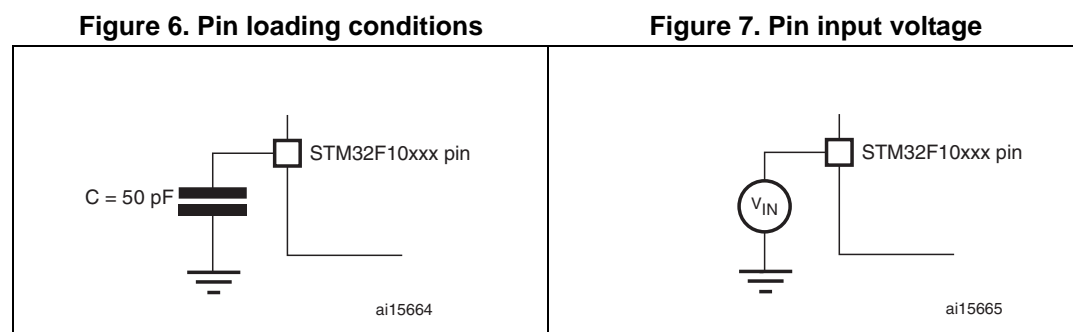 Figure 6. Pin loading conditions
Figure 7. Pin input voltage
STM32F10xxx pin
C = 50 pF
ai15664
STM32F10xxx pin
VIN
ai15665